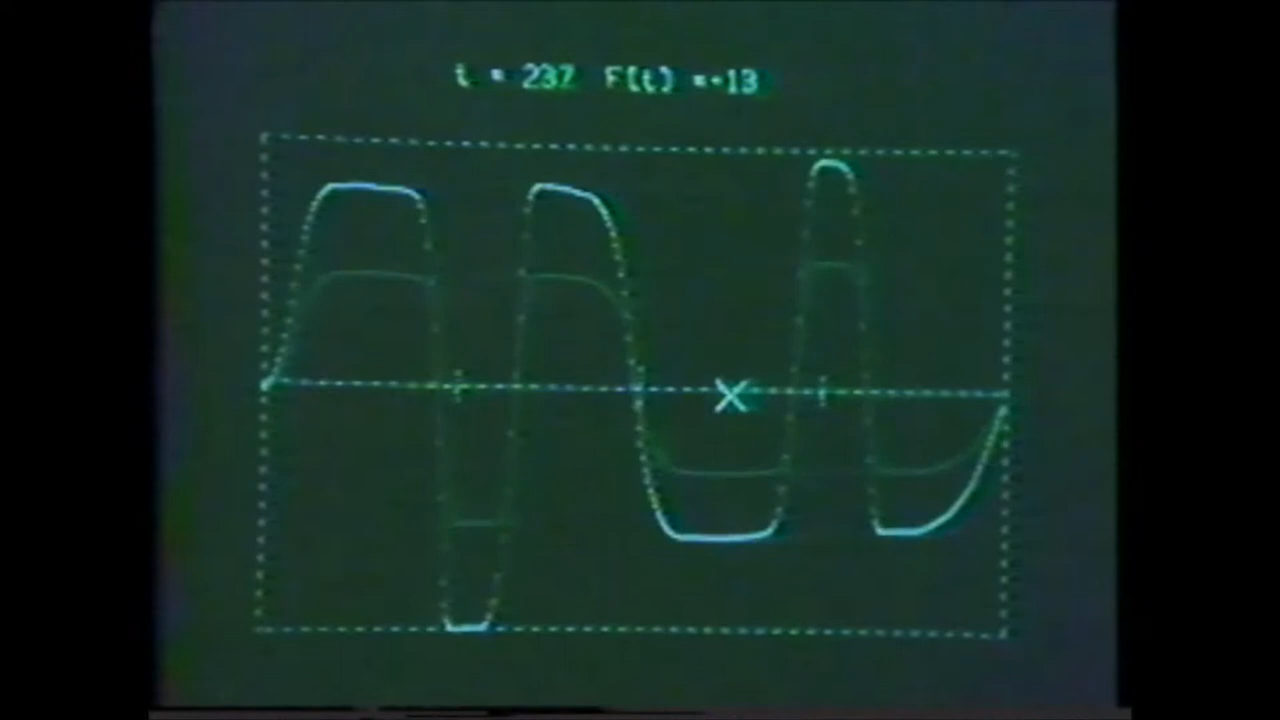 t = 237 F(t) =-13